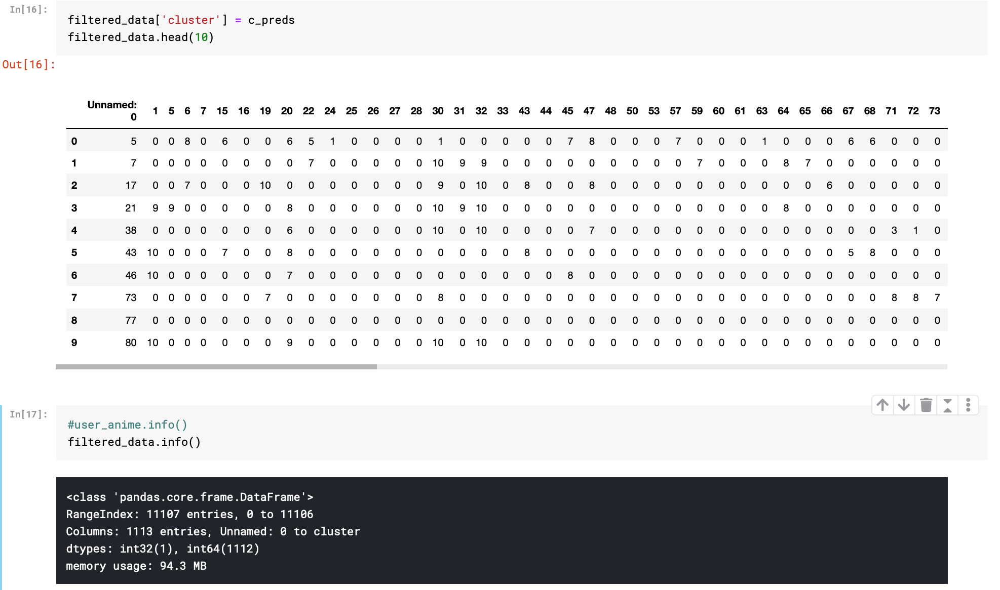 In[16]:
filtered_data['cluster'] = c_preds
filtered_data.head(10)
Out[16]:
Unnamed: 0 1 5 6 7 15 16 19 20 22 24 25 26 27 28 30 31 32 33 43 44 45 47 48 50 53 57 59 60 61 63 64 65 66 67 68 71 72 73
0 5 0 0 8 0 6 0 0 6 5 1 0 0 0 0 1 0 0 0 0 0 7 8 0 0 0 7 0 0 0 1 0 0 0 6 6 0 0 0
1 7 0 0 0 0 0 0 0 0 7 0 0 0 0 0 10 9 9 0 0 0 0 0 0 0 0 0 7 0 0 0 8 7 0 0 0 0 0 0
2 17 0 0 7 0 0 0 10 0 0 0 0 0 0 0 9 0 10 0 8 0 0 8 0 0 0 0 0 0 0 0 0 0 6 0 0 0 0 0
3 21 9 9 0 0 0 0 0 8 0 0 0 0 0 0 10 9 10 0 0 0 0 0 0 0 0 0 0 0 0 0 8 0 0 0 0 0 0 0
4 38 0 0 0 0 0 0 0 6 0 0 0 0 0 0 10 0 10 0 0 0 0 7 0 0 0 0 0 0 0 0 0 0 0 0 0 3 1 0
5 43 10 0 0 0 7 0 0 8 0 0 0 0 0 0 0 0 0 0 8 0 0 0 0 0 0 0 0 0 0 0 0 0 0 5 8 0 0 0
6 46 10 0 0 0 0 0 0 7 0 0 0 0 0 0 0 0 0 0 0 0 8 0 0 0 0 0 0 0 0 0 0 0 0 0 0 0 0 0
7 73 0 0 0 0 0 0 7 0 0 0 0 0 0 0 8 0 0 0 0 0 0 0 0 0 0 0 0 0 0 0 0 0 0 0 0 8 8 7
8 77 0 0 0 0 0 0 0 0 0 0 0 0 0 0 0 0 0 0 0 0 0 0 0 0 0 0 0 0 0 0 0 0 0 0 0 0 0 0
9 80 10 0 0 0 0 0 0 9 0 0 0 0 0 0 10 0 10 0 0 0 0 0 0 0 0 0 0 0 0 0 0 0 0 0 0 0 0 0
In[17]:
#user_anime.info()
filtered_data.info()
<class 'pandas.core.frame.DataFrame'>
RangeIndex: 11107 entries, 0 to 11106
Columns: 1113 entries, Unnamed: 0 to cluster
dtypes: int32(1), int64(1112)
memory usage: 94.3 MB